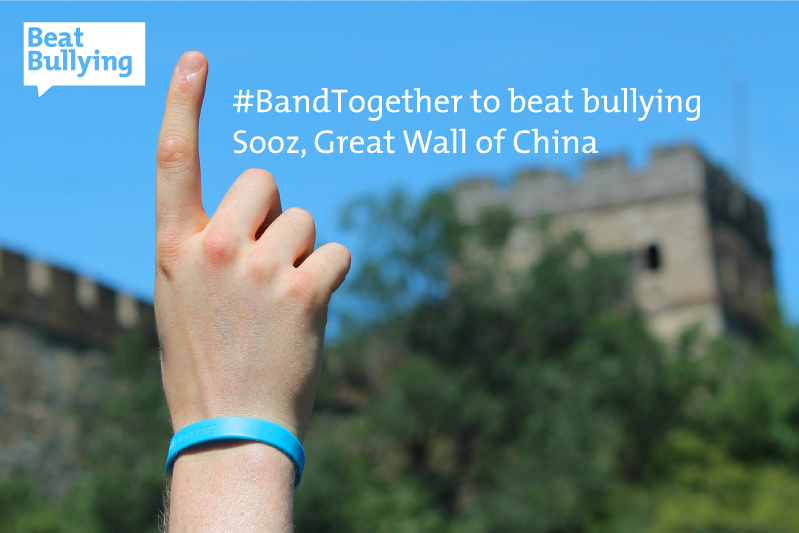 Beat
Bullying
#BandTogether to beat bullying
Sooz, Great Wall of China